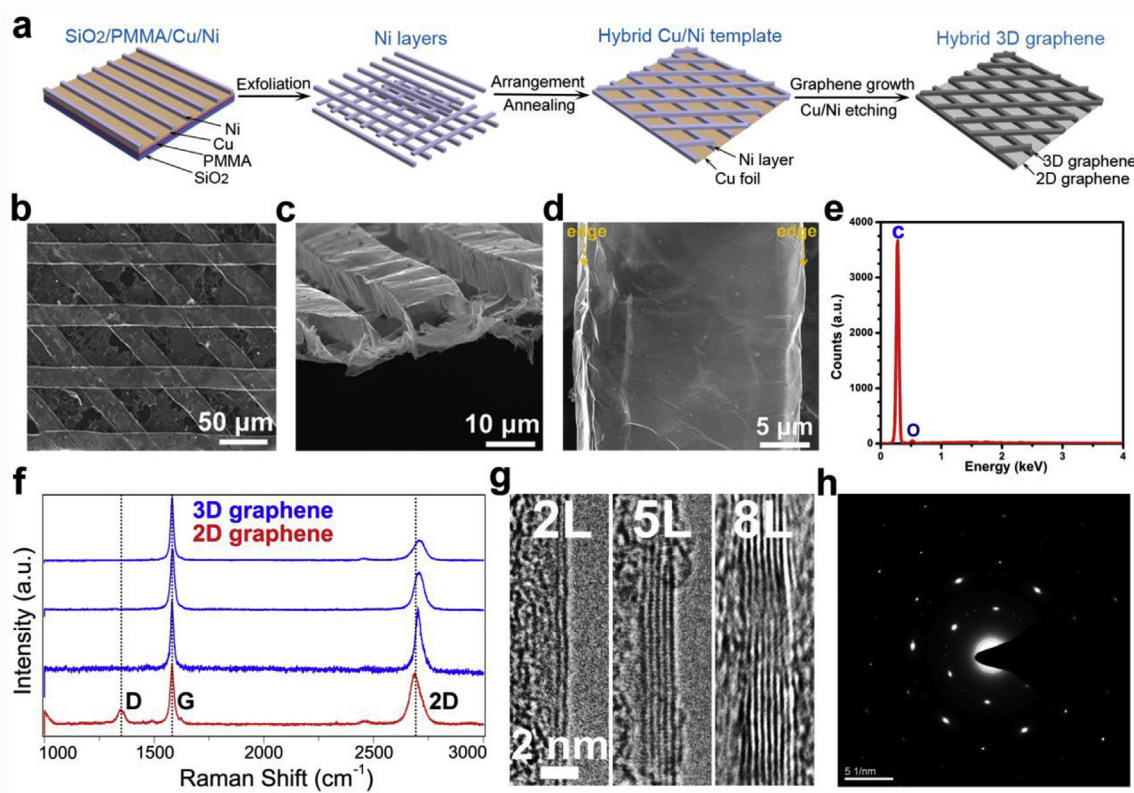 a
SiO2/PMMA/Cu/Ni
Ni layers
Hybrid Cu/Ni template
Hybrid 3D graphene
Exfoliation
Arrangement
Annealing
Graphene growth
Cu/Ni etching
Ni
Cu
PMMA
SiO2
Ni layer
Cu foil
3D graphene
2D graphene
b
50 μm
c
10 μm
d
edge
edge
5 μm
e
4000
3000
2000
1000
0
Counts (a.u.)
C
O
0 1 2 3 4
Energy (keV)
f
3D graphene
2D graphene
Intensity (a.u.)
D
G
2D
1000 1500 2000 2500 3000
Raman Shift (cm-1)
g
2L
5L
8L
2 nm
h
5 1/nm